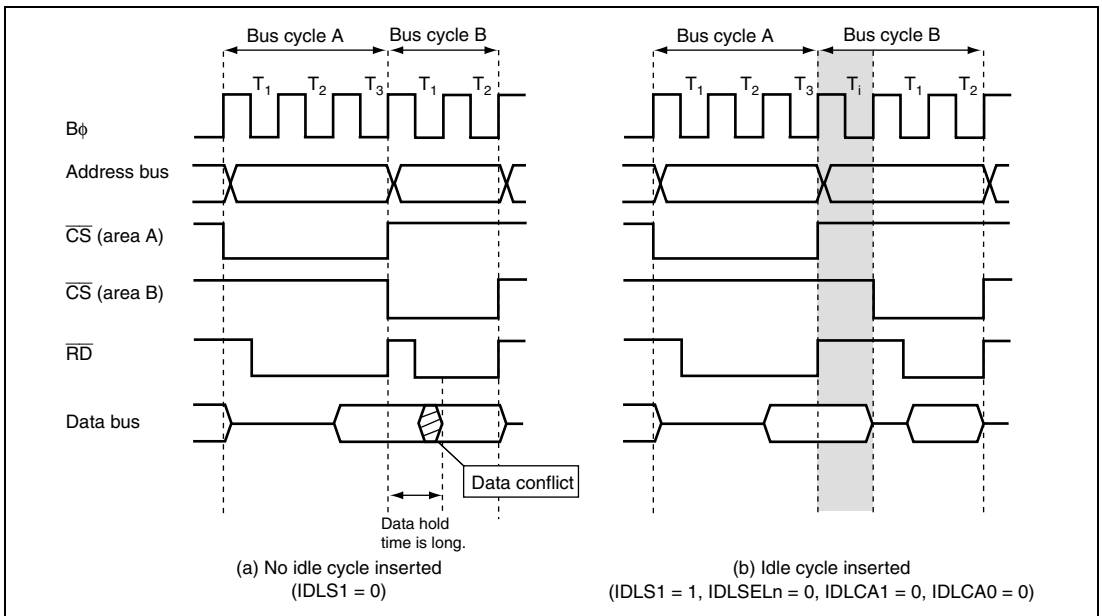 Bus cycle A Bus cycle B
T1 T2 T3 T1 T2
Bϕ
Address bus
CS (area A)
CS (area B)
RD
Data bus
Data conflict
Data hold
time is long.
(a) No idle cycle inserted
(IDLS1 = 0)
Bus cycle A Bus cycle B
T1 T2 T3 Ti T1 T2
(b) Idle cycle inserted
(IDLS1 = 1, IDLSELn = 0, IDLCA1 = 0, IDLCA0 = 0)